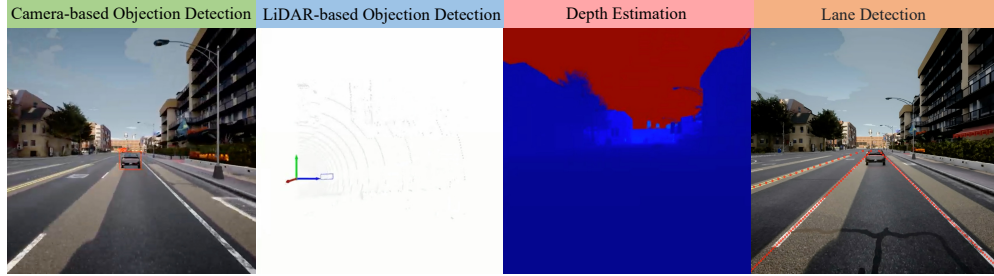 Camera-based Objection Detection
LiDAR-based Objection Detection
Depth Estimation
Lane Detection